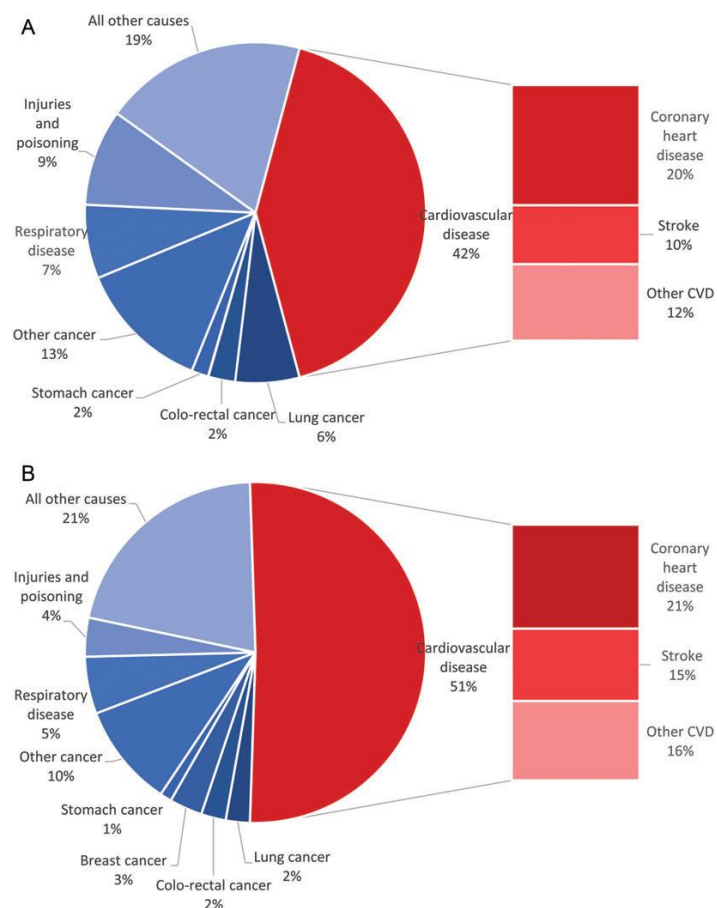 A
All other causes
19%
Injuries
and
poisoning
9%
Respiratory
disease
7%
Other cancer
13%
Stomach cancer
2%
Colo-rectal cancer
2%
Lung cancer
6%
Cardiovascular
disease
42%
Coronary
heart
disease
20%
Stroke
10%
Other CVD
12%
B
All other causes
21%
Injuries and
poisoning
4%
Respiratory
disease
5%
Other cancer
10%
Stomach cancer
1%
Breast cancer
3%
Colo-rectal cancer
2%
Lung cancer
2%
Cardiovascular
disease
51%
Coronary
heart
disease
21%
Stroke
15%
Other CVD
16%